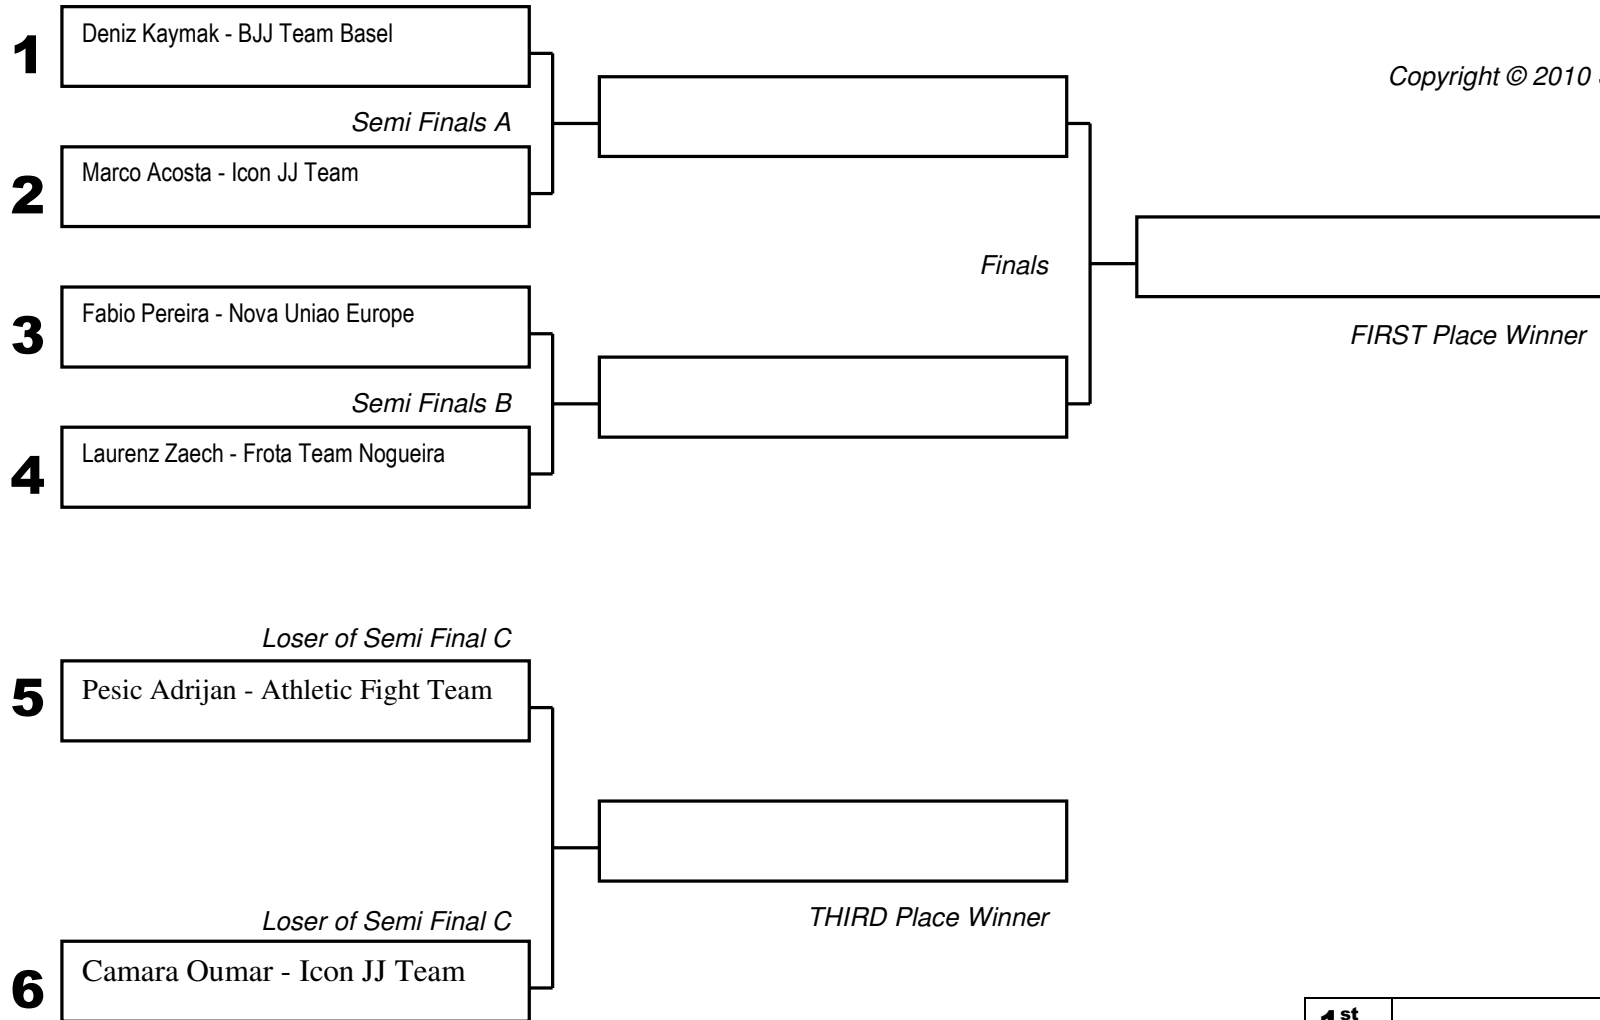 1
Deniz Kaymak - BJJ Team Basel
Copyright © 2010
Semi Finals A
2
Marco Acosta - Icon JJ Team
Finals
3
Fabio Pereira - Nova Uniao Europe
FIRST Place Winner
Semi Finals B
4
Laurenz Zaech - Frota Team Nogueira
Loser of Semi Final C
5
Pesic Adrijan - Athletic Fight Team
THIRD Place Winner
Loser of Semi Final C
6
Camara Oumar - Icon JJ Team
1st